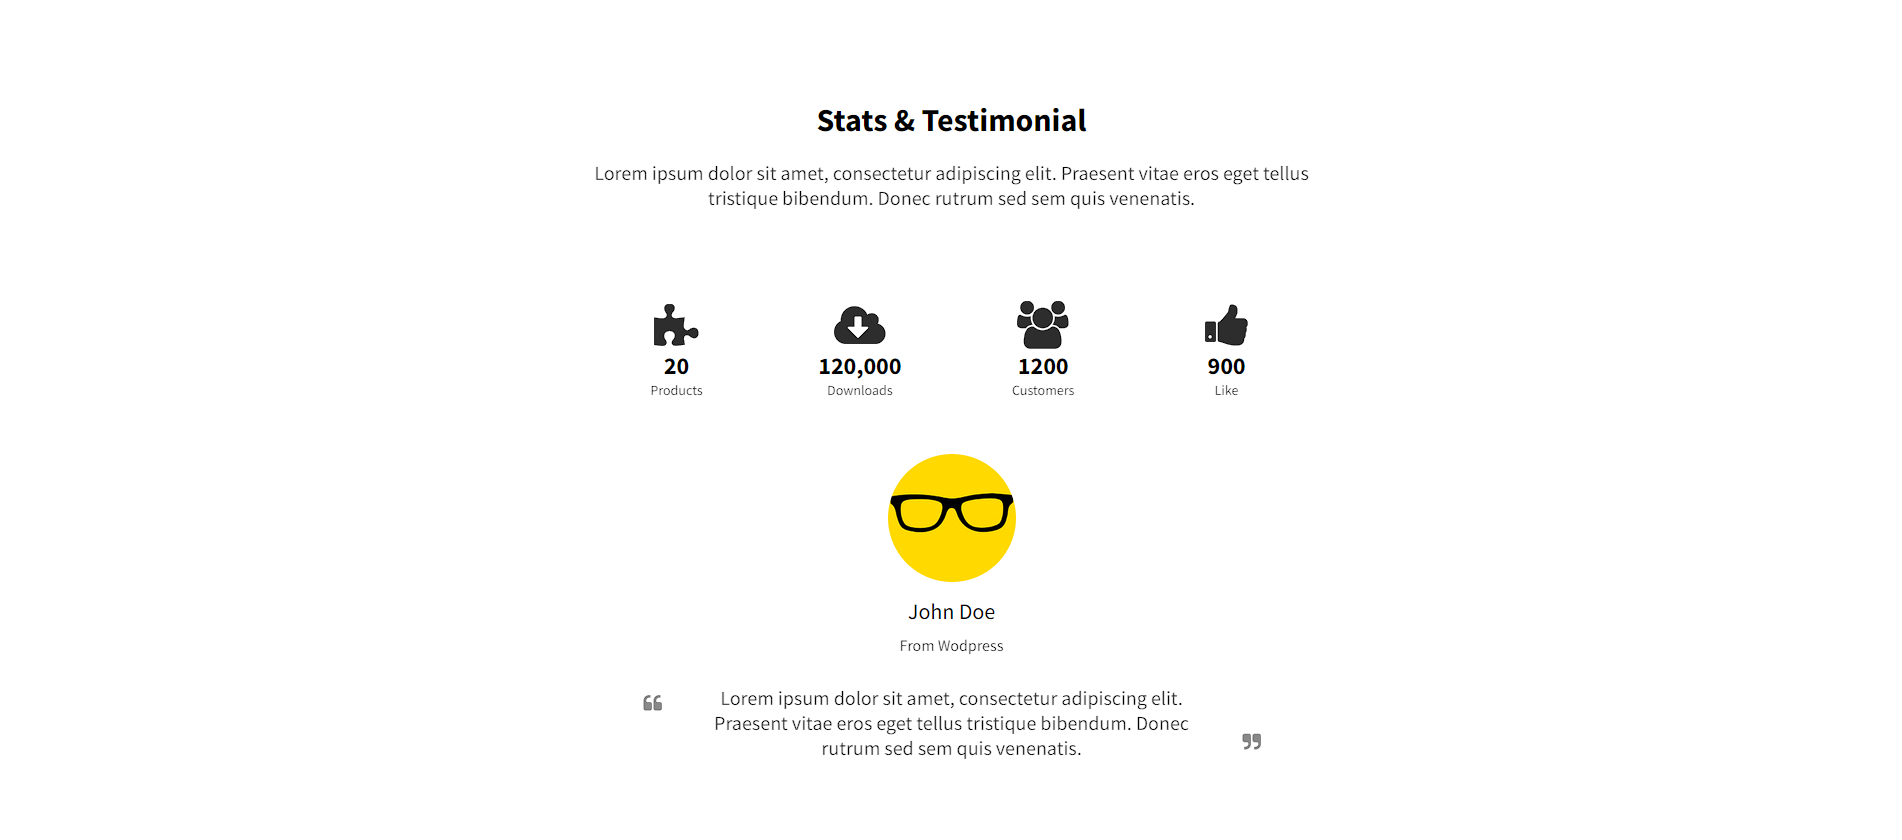 Stats & Testimonial
Lorem ipsum dolor sit amet, consectetur adipiscing elit. Praesent vitae eros eget tellus
tristique bibendum. Donec rutrum sed sem quis venenatis.
20
Products
120,000
Downloads
1200
Customers
900
Like
John Doe
From Wodpress
“
Lorem ipsum dolor sit amet, consectetur adipiscing elit.
Praesent vitae eros eget tellus tristique bibendum. Donec
rutrum sed sem quis venenatis.
”